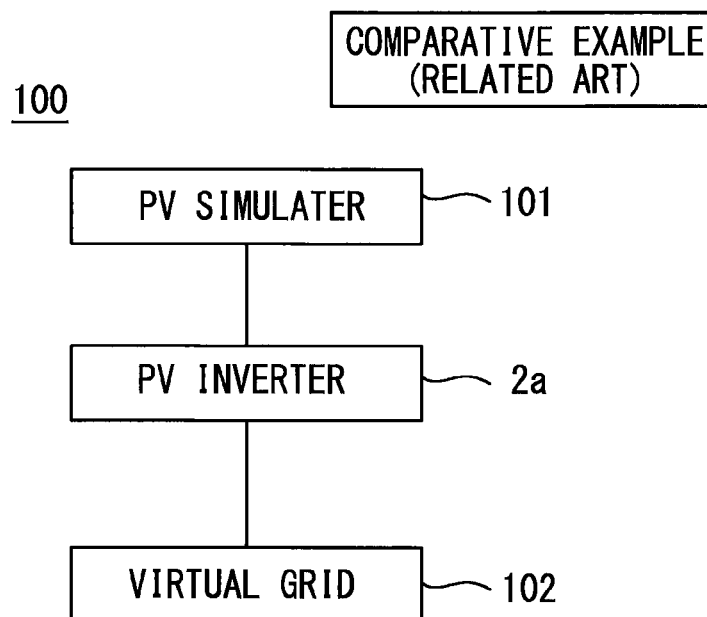 COMPARATIVE EXAMPLE
(RELATED ART)
100
PV SIMULATER
101
PV INVERTER
2a
VIRTUAL GRID
102